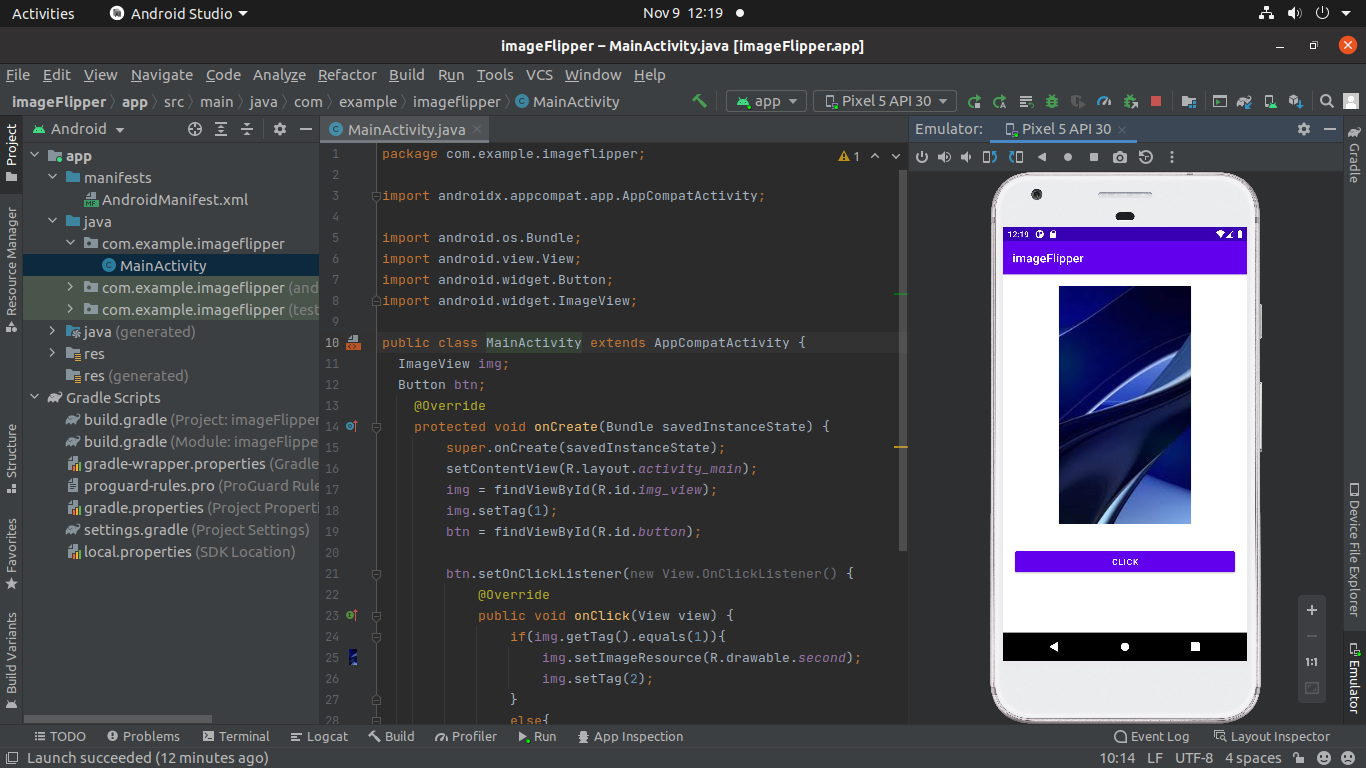 Activities Android Studio Nov 9 12:19
imageFlipper – MainActivity.java [imageFlipper.app]
File Edit View Navigate Code Analyze Refactor Build Run Tools VCS Window Help
imageFlipper app src main java com example imageflipper MainActivity app Pixel 5 API 30
Project
Resource Manager
Structure
Favorites
Build Variants
Android
app
manifests
AndroidManifest.xml
java
com.example.imageflipper
MainActivity
com.example.imageflipper (and
com.example.imageflipper (test
java (generated)
res
res (generated)
Gradle Scripts
build.gradle (Project: imageFlipper
build.gradle (Module: imageFlippe
gradle-wrapper.properties (Gradle
proguard-rules.pro (ProGuard Rule
gradle.properties (Project Properti
settings.gradle (Project Settings)
local.properties (SDK Location)
MainActivity.java
1 package com.example.imageflipper; 1
2
3 import androidx.appcompat.app.AppCompatActivity;
4
5 import android.os.Bundle;
6 import android.view.View;
7 import android.widget.Button;
8 import android.widget.ImageView;
9
10 public class MainActivity extends AppCompatActivity {
11 ImageView img;
12 Button btn;
13 @Override
14 protected void onCreate(Bundle savedInstanceState) {
15 super.onCreate(savedInstanceState);
16 setContentView(R.layout.activity_main);
17 img = findViewById(R.id.img_view);
18 img.setTag(1);
19 btn = findViewById(R.id.button);
20
21 btn.setOnClickListener(new View.OnClickListener() {
22 @Override
23 public void onClick(View view) {
24 if(img.getTag().equals(1)){
25 img.setImageResource(R.drawable.second);
26 img.setTag(2);
27 }
28 else{
Emulator: Pixel 5 API 30
12:19
imageFlipper
CLICK
1:1
Gradle
Device File Explorer
Emulator
TODO Problems Terminal Logcat Build Profiler Run App Inspection Event Log Layout Inspector
Launch succeeded (12 minutes ago) 10:14 LF UTF-8 4 spaces